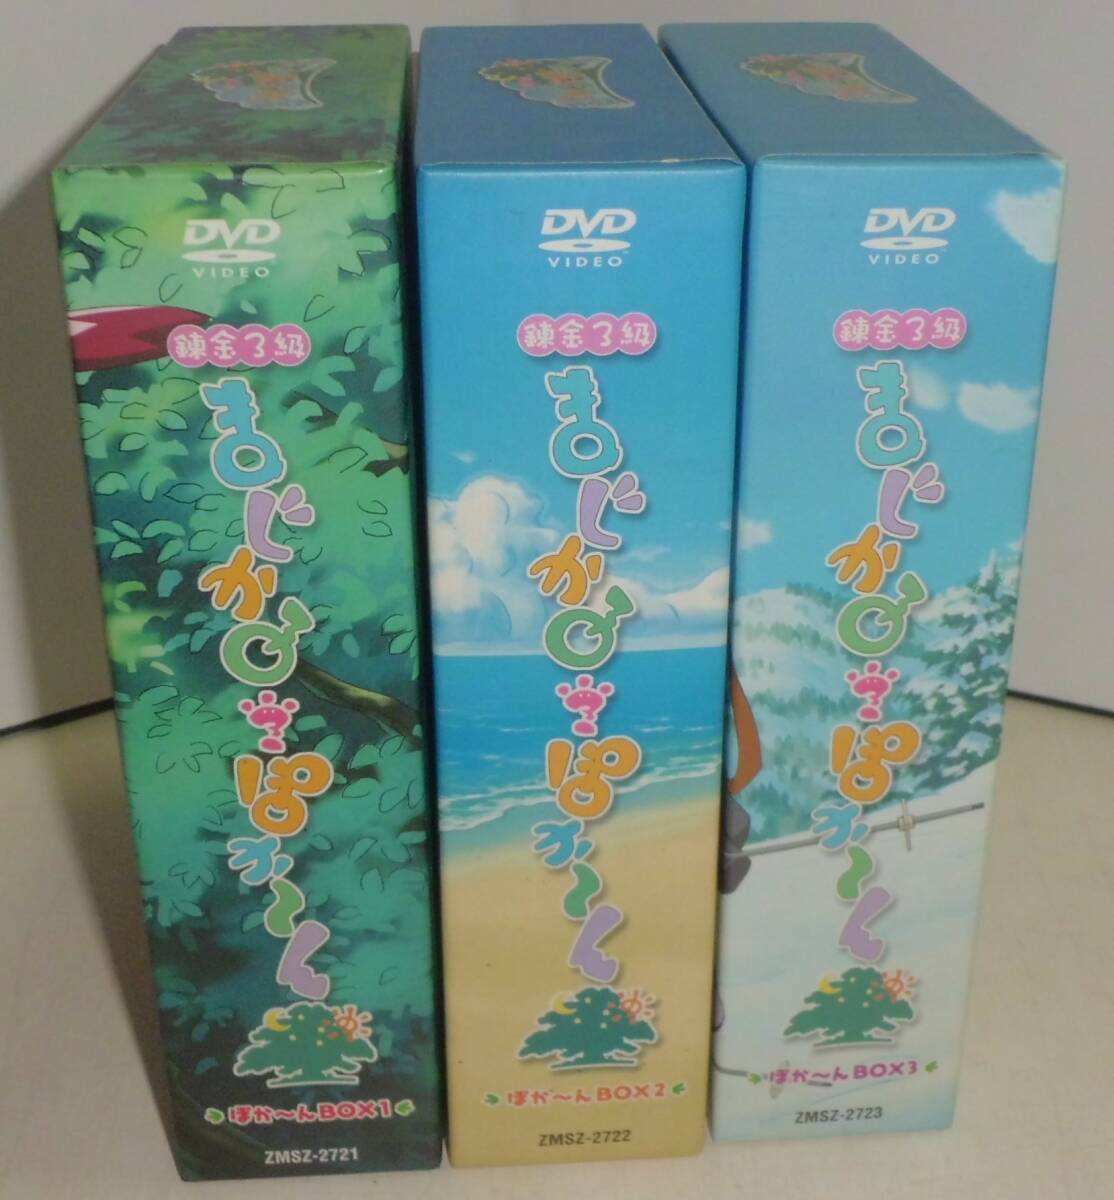 DVD
VIDEO
錬金3級
まじかる?ぽか〜ん
ぽか〜んBOX1
ZMSZ-2721
DVD
VIDEO™
錬金3級
まじかる?ぽか〜ん
ぽか〜んBOX2
ZMSZ-2722
DVD
VIDEO™
錬金3級
まじかる?ぽか〜ん
ぽか〜んBOX3
ZMSZ-2723